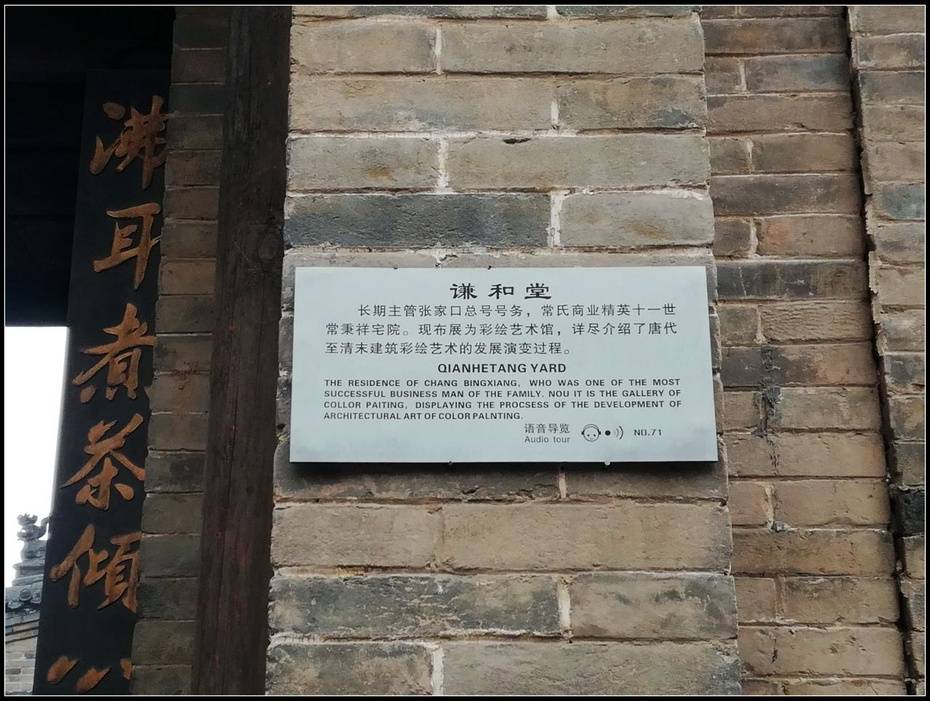 沸
耳
煮
茶
傾
谦和堂
长期主管张家口总号号务，常氏商业精英十一世
常秉祥宅院。现布展为彩绘艺术馆，详尽介绍了唐代
至清末建筑彩绘艺术的发展演变过程。
QIANHETANG YARD
THE RESIDENCE OF CHANG BINGXIANG, WHO WAS ONE OF THE MOST
SUCCESSFUL BUSINESS MAN OF THE FAMILY. NOU IT IS THE GALLERY OF
COLLOR PAITING, DISPLAYING THE PROCSESS OF THE DEVELOPMENT OF
ARCHITECTURAL ART OF COLOR PALNTING.
语音导览
Audio tour
NO.71